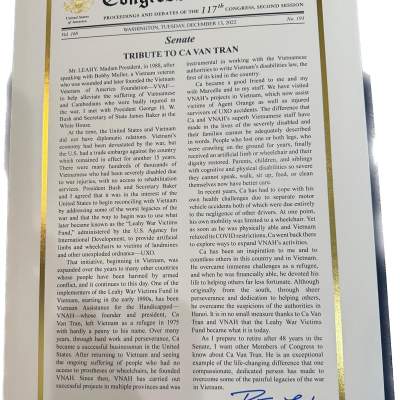 Congress
PROCEEDINGS AND DEBATES OF THE 117th CONGRESS, SECOND SESSION
Vol. 168
WASHINGTON, TUESDAY, DECEMBER 13, 2022
No. 191
Senate
TRIBUTE TO CA VAN TRAN
Mr. LEAHY. Madam President, in 1988, after
speaking with Bobby Muller, a Vietnam veteran
who was wounded and later founded the Vietnam
Veterans of America Foundation—VVAF—
to help alleviate the suffering of Vietnamese
and Cambodians who were badly injured in
the war, I met with President George H. W.
Bush and Secretary of State James Baker at the
White House.
At the time, the United States and Vietnam
did not have diplomatic relations. Vietnam's
economy had been devastated by the war, but
the U.S. had a trade embargo against the country
which remained in effect for another 15 years.
There were many hundreds of thousands of
Vietnamese who had been severely disabled due
to war injuries, with no access to rehabilitation
services. President Bush and Secretary Baker
and I agreed that it was in the interest of the
United States to begin reconciling with Vietnam
by addressing some of the worst legacies of the
war and that the way to begin was to use what
later became known as the "Leahy War Victims
Fund," administered by the U.S. Agency for
International Development, to provide artificial
limbs and wheelchairs to victims of landmines
and other unexploded ordnance—UXO.
That initiative, beginning in Vietnam, was
expanded over the years to many other countries
whose people have been harmed by armed
conflict, and it continues to this day. One of the
implementers of the Leahy War Victims Fund in
Vietnam, starting in the early 1990s, has been
Vietnam Assistance for the Handicapped—
VNAH—whose founder and president, Ca
Van Tran, left Vietnam as a refugee in 1975
with hardly a penny to his name. Over many
years, through hard work and perseverance, Ca
became a successful businessman in the United
States. After returning to Vietnam and seeing
the ongoing suffering of people who had no
access to prostheses or wheelchairs, he founded
VNAH. Since then, VNAH has carried out
successful projects in multiple provinces and was
instrumental in working with the Vietnamese
authorities to write Vietnam's disabilities law, the
first of its kind in the country.
Ca became a good friend to me and my
wife Marcelle and to my staff. We have visited
VNAH's projects in Vietnam, which now assist
victims of Agent Orange as well as injured
survivors of UXO accidents. The difference that
Ca and VNAH's superb Vietnamese staff have
made in the lives of the severely disabled and
their families cannot be adequately described
in words. People who lost one or both legs, who
were crawling on the ground for years, finally
received an artificial limb or wheelchair and their
dignity restored. Parents, children, and siblings
with cognitive and physical disabilities so severe
they cannot speak, walk, sit up, feed, or clean
themselves now have better care.
In recent years, Ca has had to cope with his
own health challenges due to separate motor
vehicle accidents both of which were due entirely
to the negligence of other drivers. At one point,
his own mobility was limited to a wheelchair. Yet
as soon as he was physically able and Vietnam
relaxed its COVID restrictions, Ca went back there
to explore ways to expand VNAH's activities.
Ca has been an inspiration to me and to
countless others in this country and in Vietnam.
He overcame immense challenges as a refugee,
and when he was financially able, he devoted his
life to helping others far less fortunate. Although
originally from the south, through sheer
perseverance and dedication to helping others,
he overcame the suspicions of the authorities in
Hanoi. It is in no small measure thanks to Ca Van
Tran and VNAH that the Leahy War Victims
Fund became what it is today.
As I prepare to retire after 48 years in the
Senate, I want other Members of Congress to
know about Ca Van Tran. He is an exceptional
example of the life-changing difference that one
compassionate, dedicated person has made to
overcome some of the painful legacies of the war
in Vietnam.